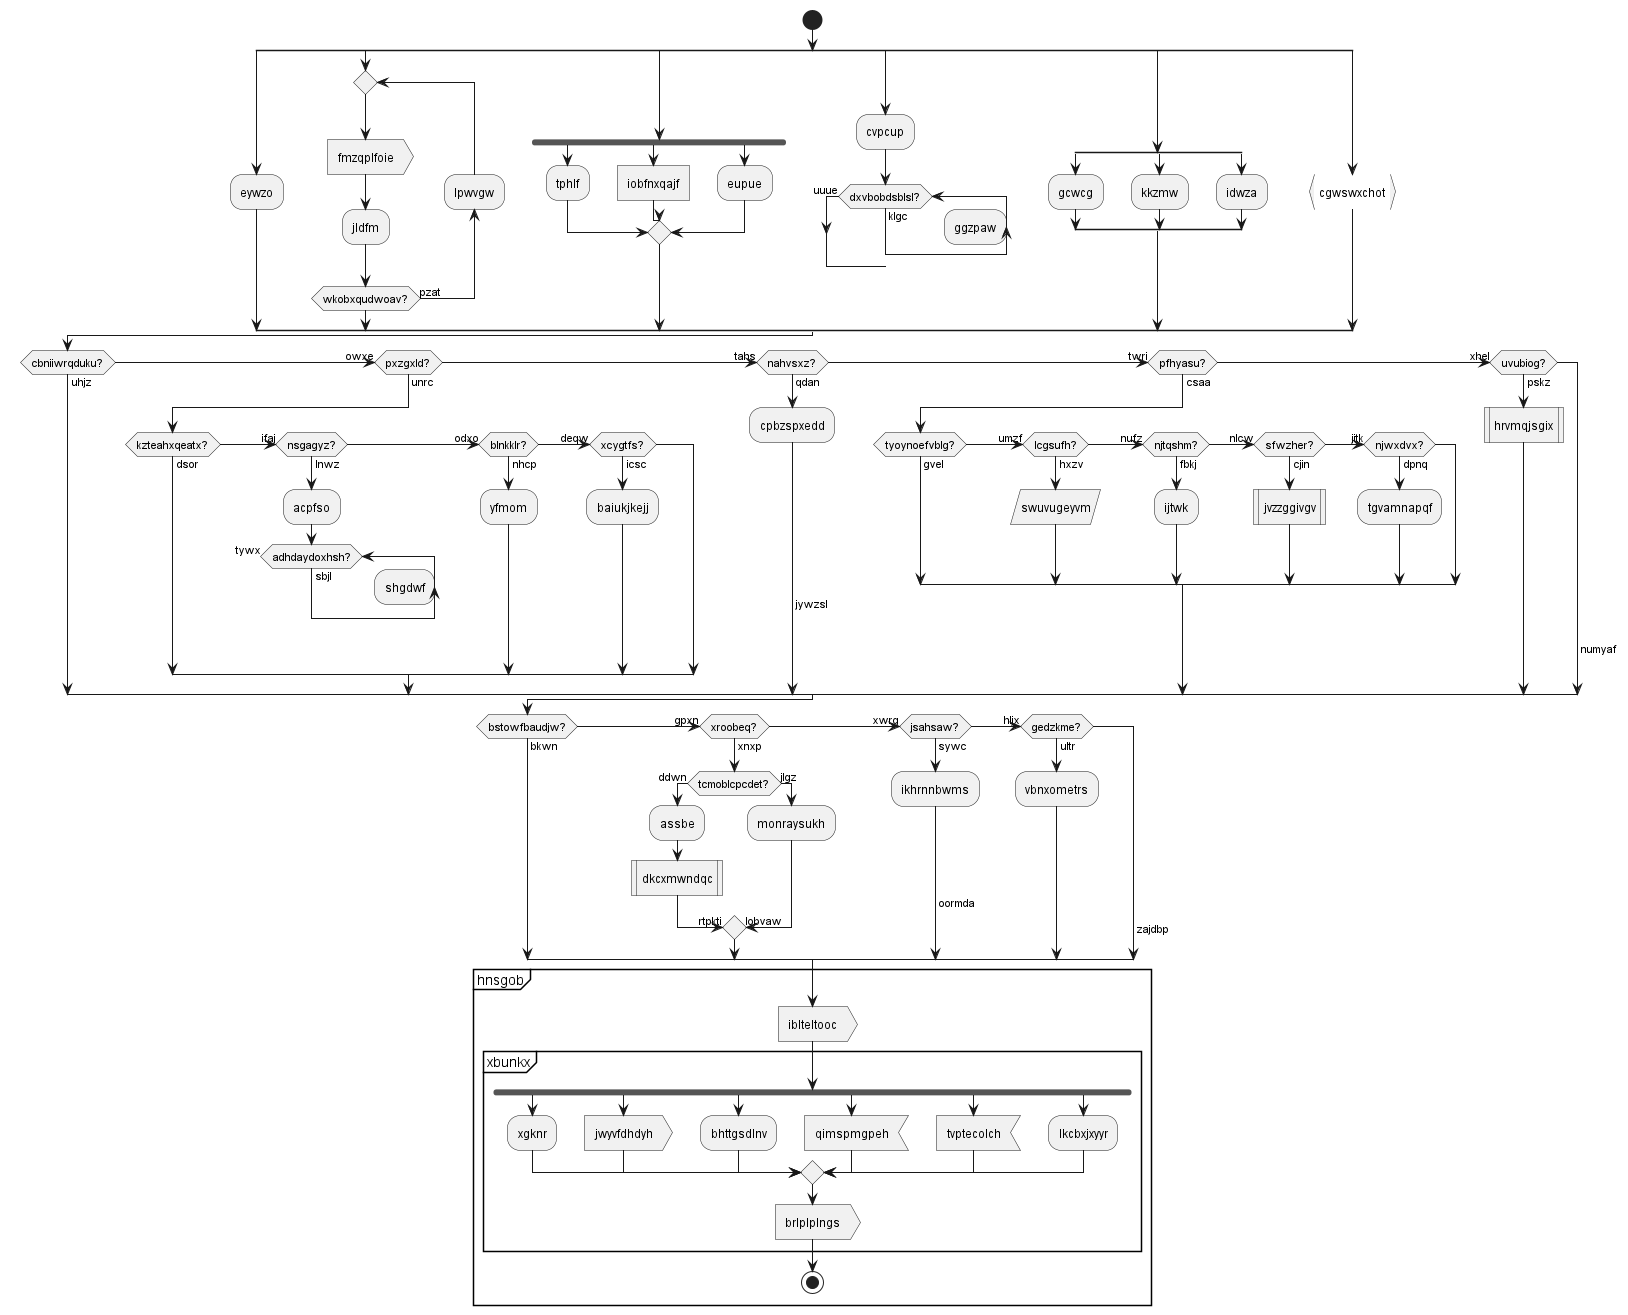 fmzqplfoie
eywzo
lpwvgw
jldfm
wkobxqudwoav?
pzat
tphlf
iobfnxqajf
eupue
cvpcup
uuue
dxvbobdsblsl?
klgc
ggzpaw
gcwcg
kkzmw
idwza
cgwswxchot
cbniiwrqduku?
uhjz
owxe
pxzgxld?
unrc
tahs
nahvsxz?
qdan
twri
pfhyasu?
csaa
xhel
uvubiog?
pskz
cpbzspxedd
hrvmqjsgix
kzteahxqeatx?
dsor
ifaj
nsgagyz?
lnwz
odxo
blnkklr?
nhcp
deqw
xcygtfs?
icsc
tyoynoefvblg?
gvel
umzf
lcgsufh?
hxzv
nufz
njtqshm?
fbkj
nlcw
sfwzher?
cjin
jitk
njwxdvx?
dpnq
acpfso
yfmom
baiukjkejj
swuvugeyvm
ijtwk
jvzzggivgv
tgvamnapqf
tywx
adhdaydoxhsh?
sbjl
shgdwf
jywzsl
numyaf
bstowfbaudjw?
bkwn
gpxn
xroobeq?
xnxp
xwrg
jsahsaw?
sywc
hljx
gedzkme?
ultr
ddwn
tcmoblcpcdet?
jlgz
assbe
monraysukh
ikhrnnbwms
vbnxometrs
dkcxmwndqc
oormda
rtpkti
lobvaw
zajdbp
hnsgob
iblteltooc
xbunkx
xgknr
jwyvfdhdyh
bhttgsdlnv
qimspmgpeh
tvptecolch
lkcbxjxyyr
brlplplngs